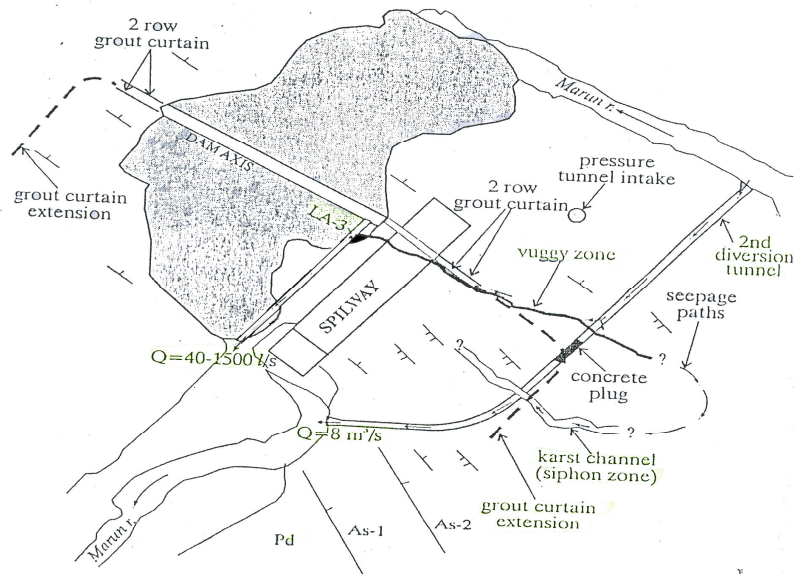 2 row
grout curtain
Marun r.
DAM AXIS
pressure
tunnel intake
grout curtain
extension
2 row
grout curtain
LA-3
vuggy zone
2nd
diversion
tunnel
seepage
paths
SPILWAY
Q=40-1500 l/s
?
?
concrete
plug
Q=8 m³/s
?
karst channel
(siphon zone)
grout curtain
extension
Marun r.
Pd
As-1
As-2